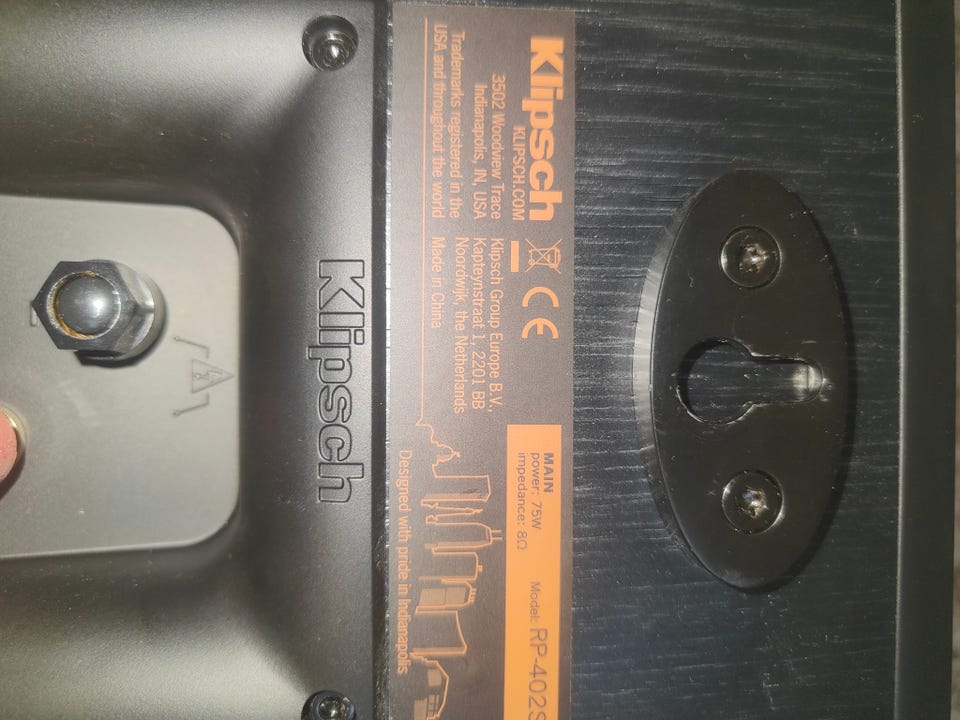 Klipsch
KLIPSCH.COM
3502 Woodview Trace
Indianapolis, IN, USA
Trademarks registered in the
USA and throughout the world
CE
Klipsch Group Europe B.V.,
Kapteynstraat 1, 2201 BB
Noordwijk, the Netherlands
Made in China
MAIN
power: 75W
impedance: 8Ω
Model: RP-402S
Designed with pride in Indianapolis
Klipsch